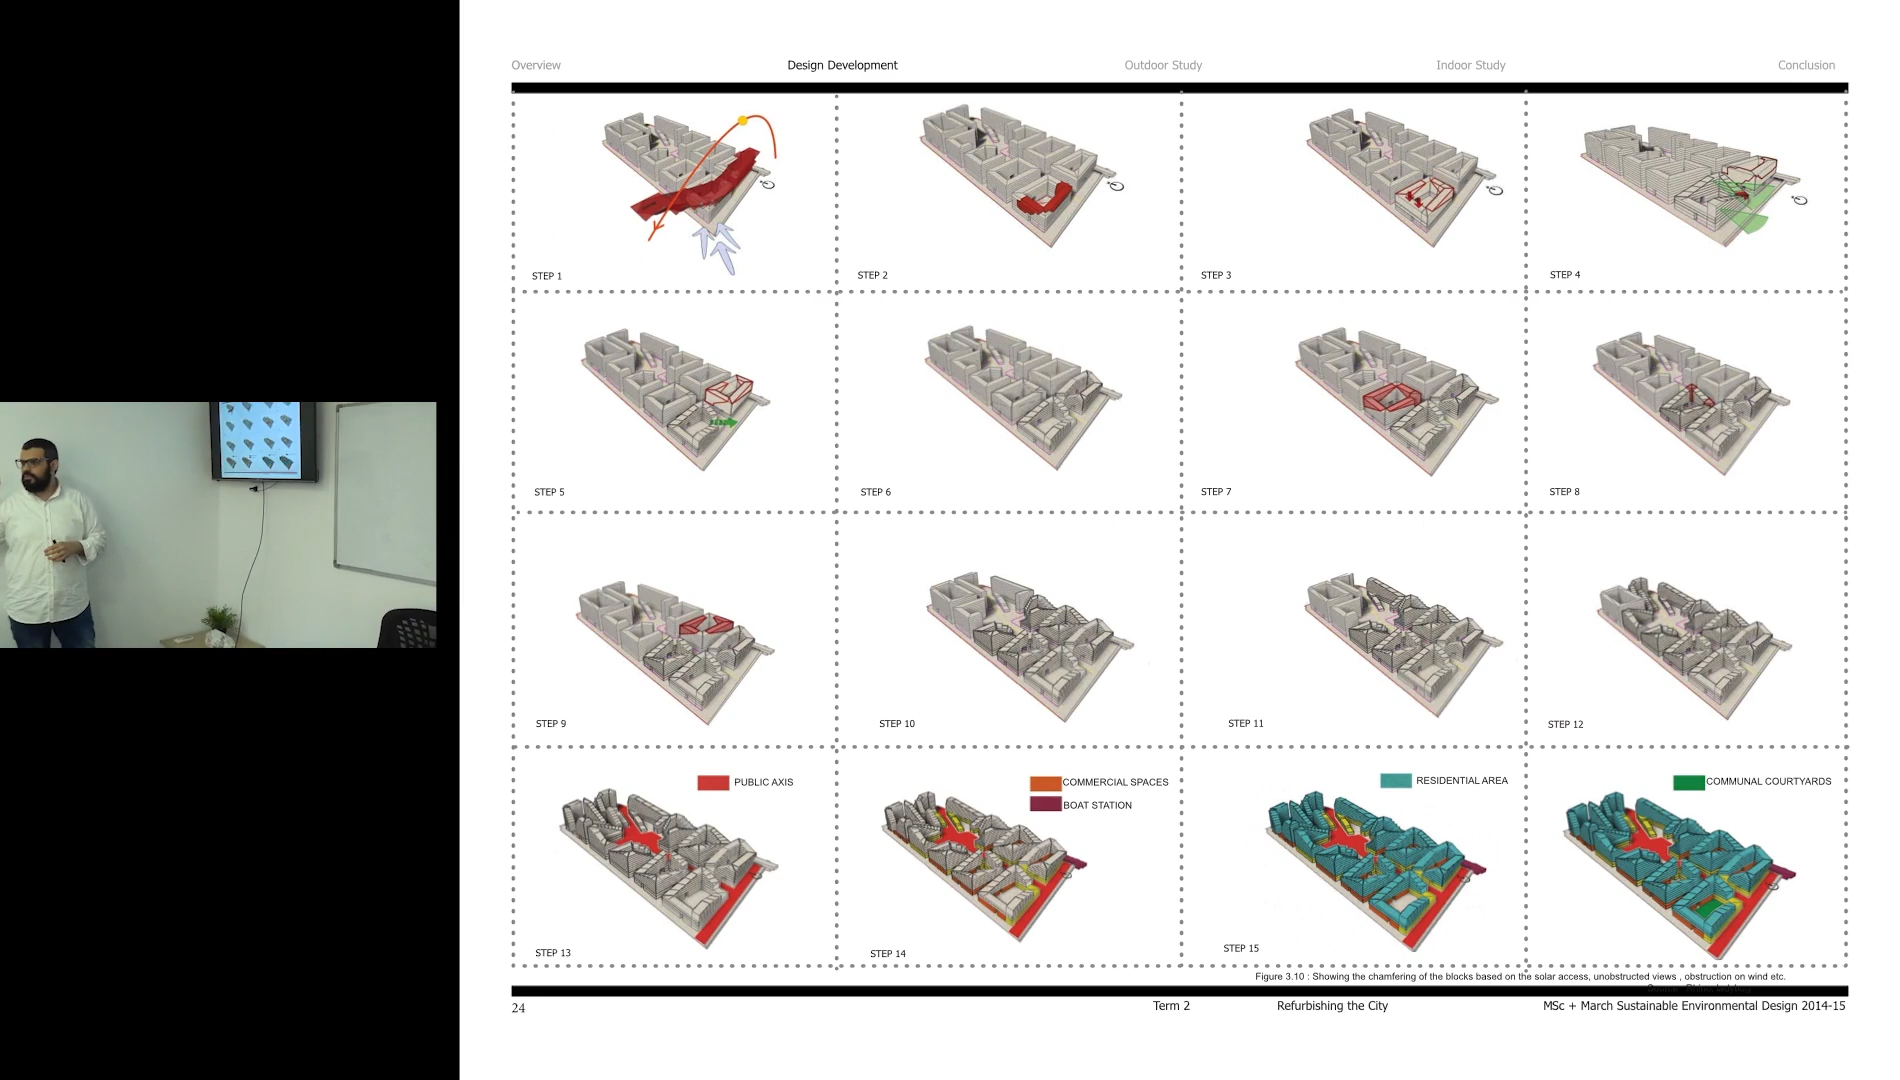 Overview Design Development Outdoor Study Indoor Study Conclusion
STEP 1 STEP 2 STEP 3 STEP 4
STEP 5 STEP 6 STEP 7 STEP 8
STEP 9 STEP 10 STEP 11 STEP 12
PUBLIC AXIS
COMMERCIAL SPACES
BOAT STATION
RESIDENTIAL AREA
COMMUNAL COURTYARDS
STEP 13 STEP 14 STEP 15
Figure 3.10 : Showing the chamfering of the blocks based on the solar access, unobstructed views , obstruction on wind etc.
24 Term 2 Refurbishing the City MSc + March Sustainable Environmental Design 2014-15